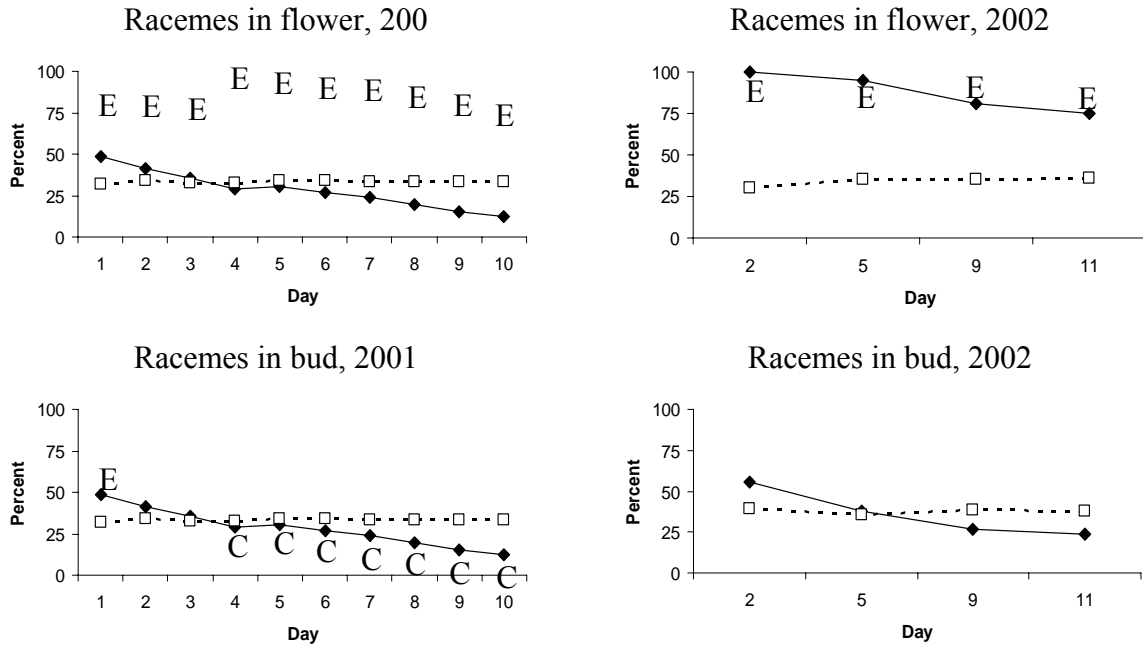 Racemes in flower, 200
100
75
50
25
0
Percent
E E E E E E E E E E
1 2 3 4 5 6 7 8 9 10
Day
Racemes in flower, 2002
100
75
50
25
0
Percent
E E E E
2 5 9 11
Day
Racemes in bud, 2001
100
75
50
25
0
Percent
E C C C C C C C
1 2 3 4 5 6 7 8 9 10
Day
Racemes in bud, 2002
100
75
50
25
0
Percent
2 5 9 11
Day